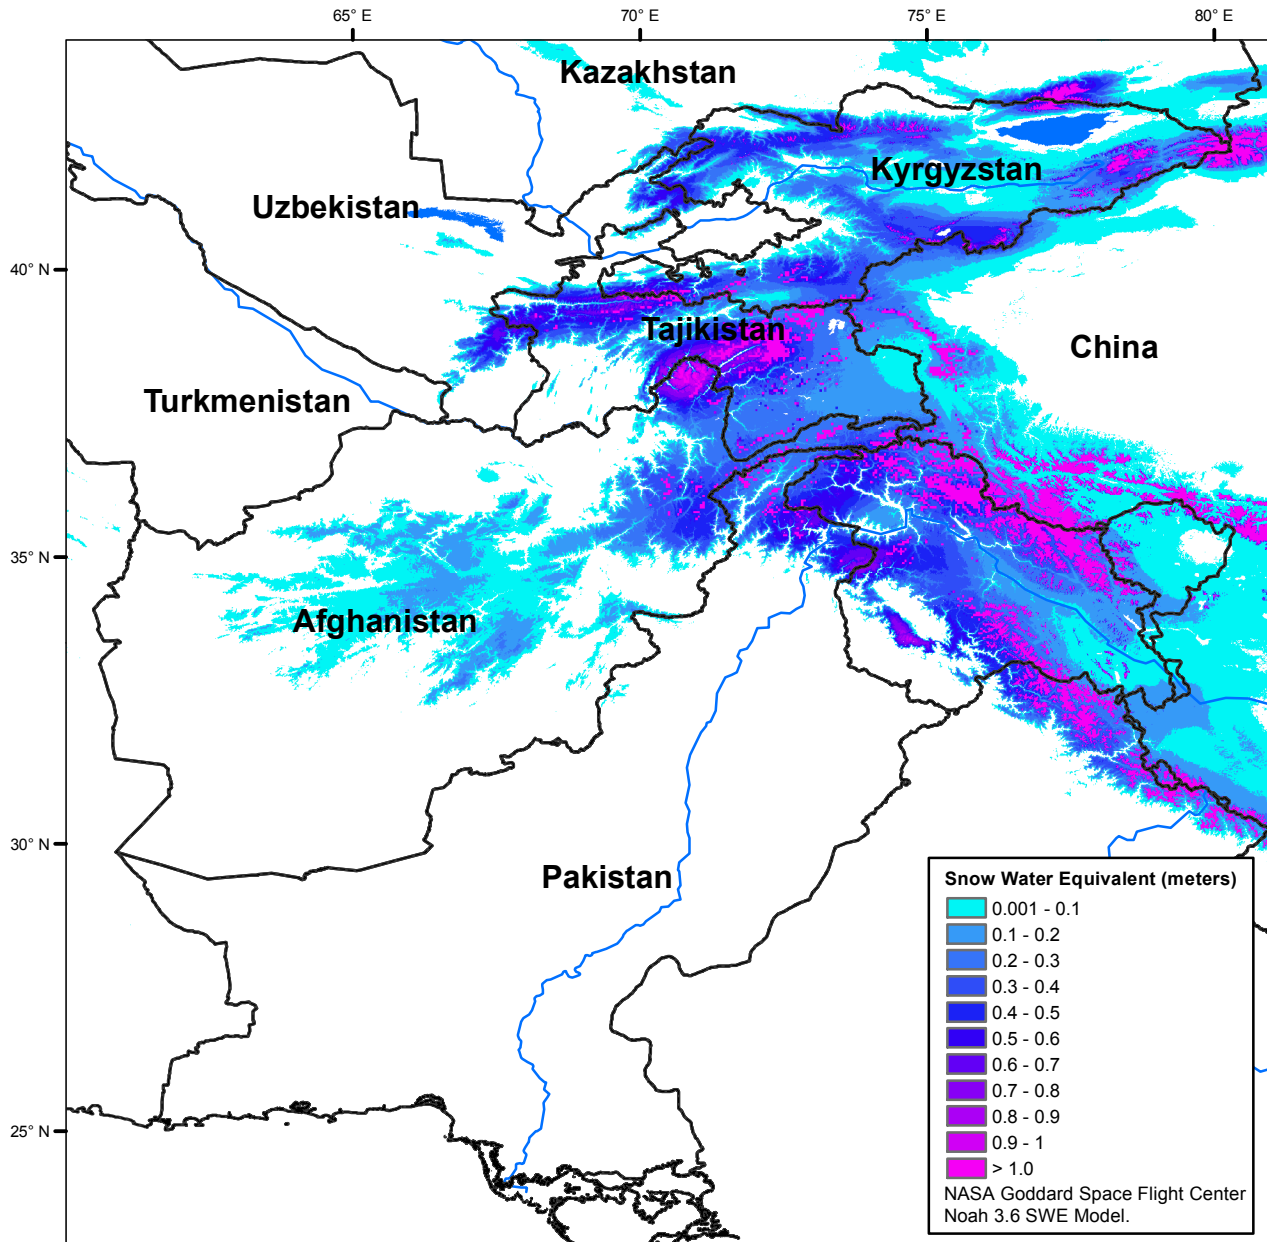 65° E
70° E
75° E
80° E
Kazakhstan
Kyrgyzstan
Uzbekistan
40° N
Tajikistan
China
Turkmenistan
35° N
Afghanistan
30° N
Pakistan
25° N
Snow Water Equivalent (meters)
0.001 - 0.1
0.1 - 0.2
0.2 - 0.3
0.3 - 0.4
0.4 - 0.5
0.5 - 0.6
0.6 - 0.7
0.7 - 0.8
0.8 - 0.9
0.9 - 1
> 1.0
NASA Goddard Space Flight Center
Noah 3.6 SWE Model.